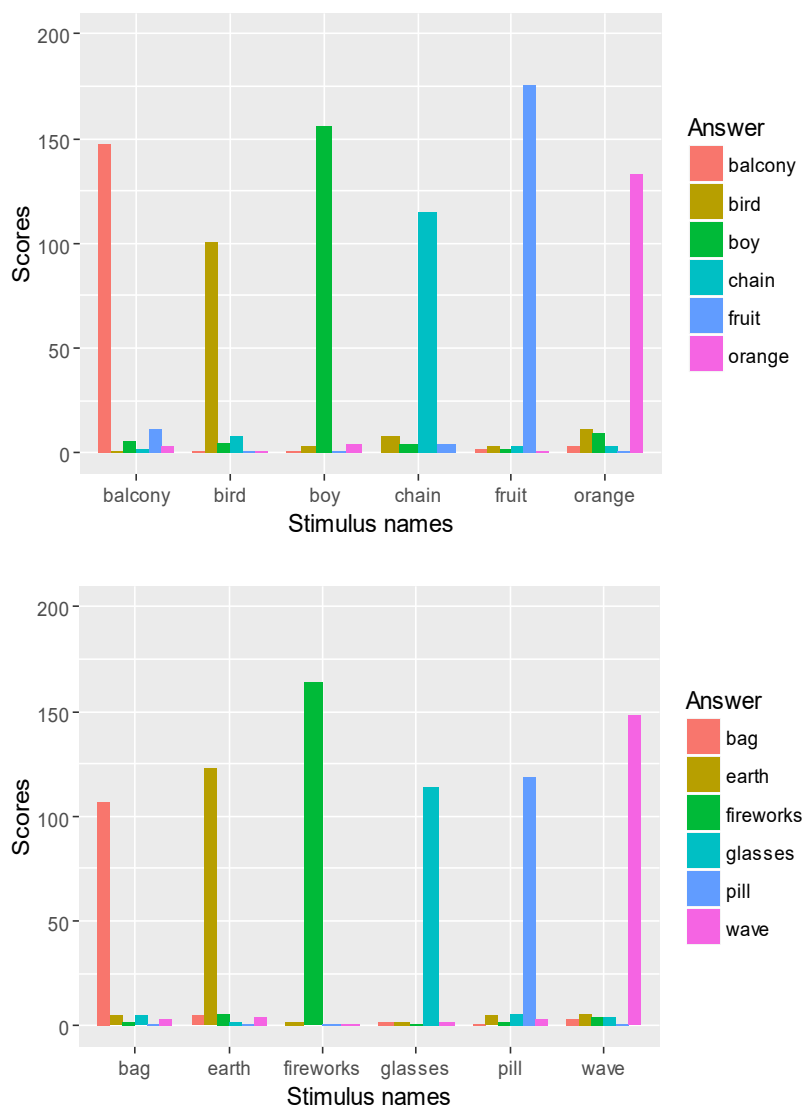 200
150
100
50
0
Scores
balcony bird boy chain fruit orange
Stimulus names
Answer
balcony
bird
boy
chain
fruit
orange
200
150
100
50
0
Scores
bag earth fireworks glasses pill wave
Stimulus names
Answer
bag
earth
fireworks
glasses
pill
wave